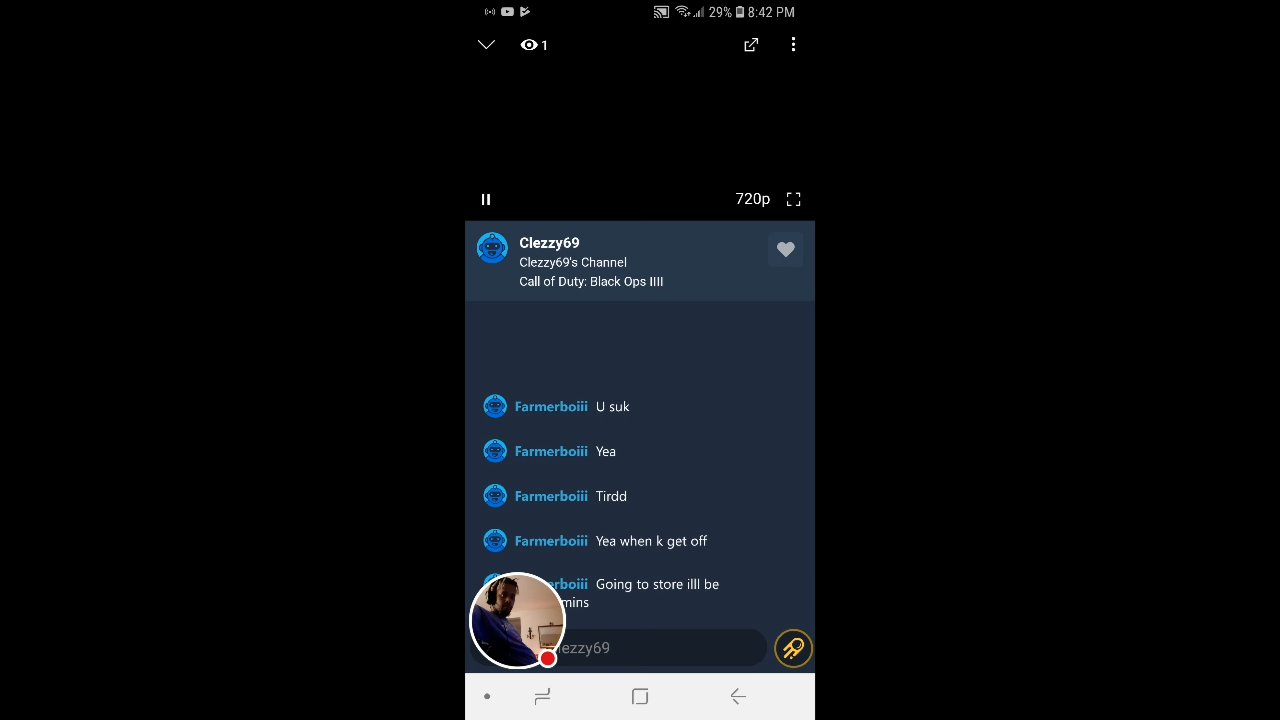 29% 8:42 PM
1
720p
Clezzy69
Clezzy69's Channel
Call of Duty: Black Ops IIII
Farmerboiii U suk
Farmerboiii Yea
Farmerboiii Tirdd
Farmerboiii Yea when k get off
Going to store illl be
mins